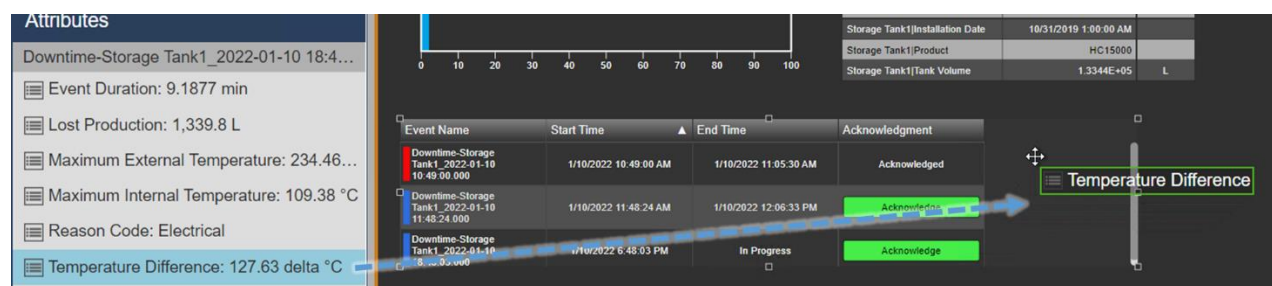 Attributes
Downtime-Storage Tank1_2022-01-10 18:4…
Event Duration: 9.1877 min
Lost Production: 1,339.8 L
Maximum External Temperature: 234.46…
Maximum Internal Temperature: 109.38 °C
Reason Code: Electrical
Temperature Difference: 127.63 delta °C
0 10 20 30 40 50 60 70 80 90 100
Storage Tank1|Installation Date 10/31/2019 1:00:00 AM
Storage Tank1|Product HC15000
Storage Tank1|Tank Volume 1.3344E+05 L
Event Name Start Time ▲ End Time Acknowledgment
Downtime-Storage
Tank1_2022-01-10 1/10/2022 10:49:00 AM 1/10/2022 11:05:30 AM Acknowledged
10:49:00.000
Downtime-Storage
Tank1_2022-01-10 1/10/2022 11:48:24 AM 1/10/2022 12:06:33 PM Acknowledge
11:48:24.000
Downtime-Storage
Tank1_2022-01-10 1/10/2022 6:48:03 PM In Progress Acknowledge
Temperature Difference